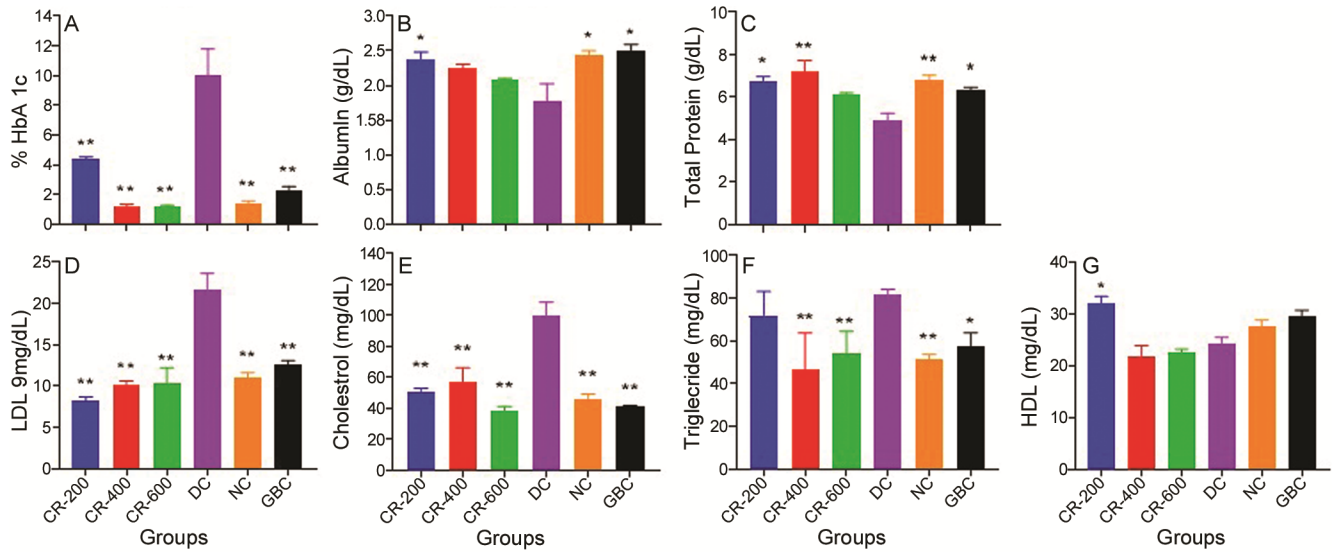 A
% HbA 1c
14
12
10
8
6
4
2
0
**
**
**
**
**
B
AlbumIn (g/dL)
3.0
2.5
2.0
1.58
1.0
0.5
0.0
*
*
*
C
Total Protein (g/dL)
10
8
6
4
2
0
*
**
**
*
D
LDL 9mg/dL)
25
20
15
10
5
0
**
**
**
**
**
CR-200
CR-400
CR-600
DC
NC
GBC
Groups
E
Cholestrol (mg/dL)
140
120
100
80
60
40
20
0
**
**
**
**
**
CR-200
CR-400
CR-600
DC
NC
GBC
Groups
F
Triglecride (mg/dL)
100
80
60
40
20
0
**
**
**
*
CR-200
CR-400
CR-600
DC
NC
GBC
Groups
G
HDL (mg/dL)
40
30
20
10
0
*
CR-200
CR-400
CR-600
DC
NC
GBC
Groups